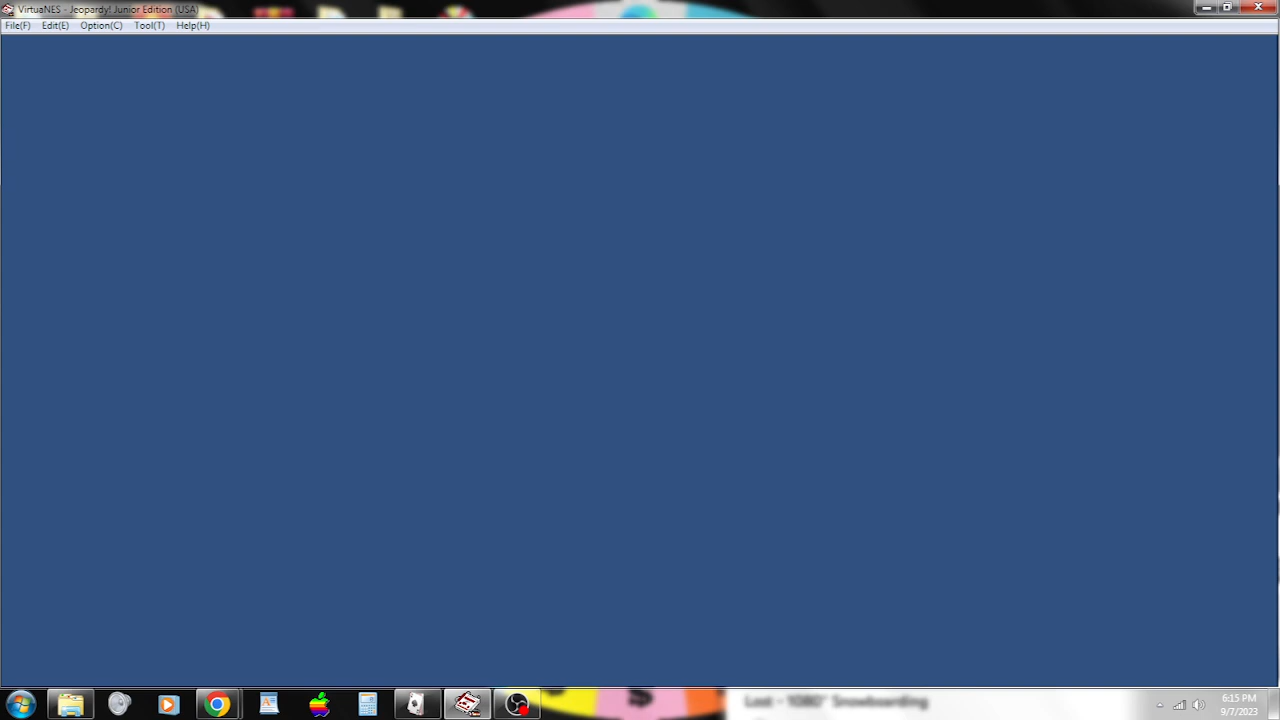 VirtuaNES - Jeopardy! Junior Edition (USA)
File(F) Edit(E) Option(C) Tool(T) Help(H)
Lost - 1080° Snowboarding
6:15 PM
9/7/2023